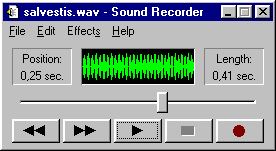 salvestis.wav - Sound Recorder
File Edit Effects Help
Position: Length:
0,25 sec. 0,41 sec.